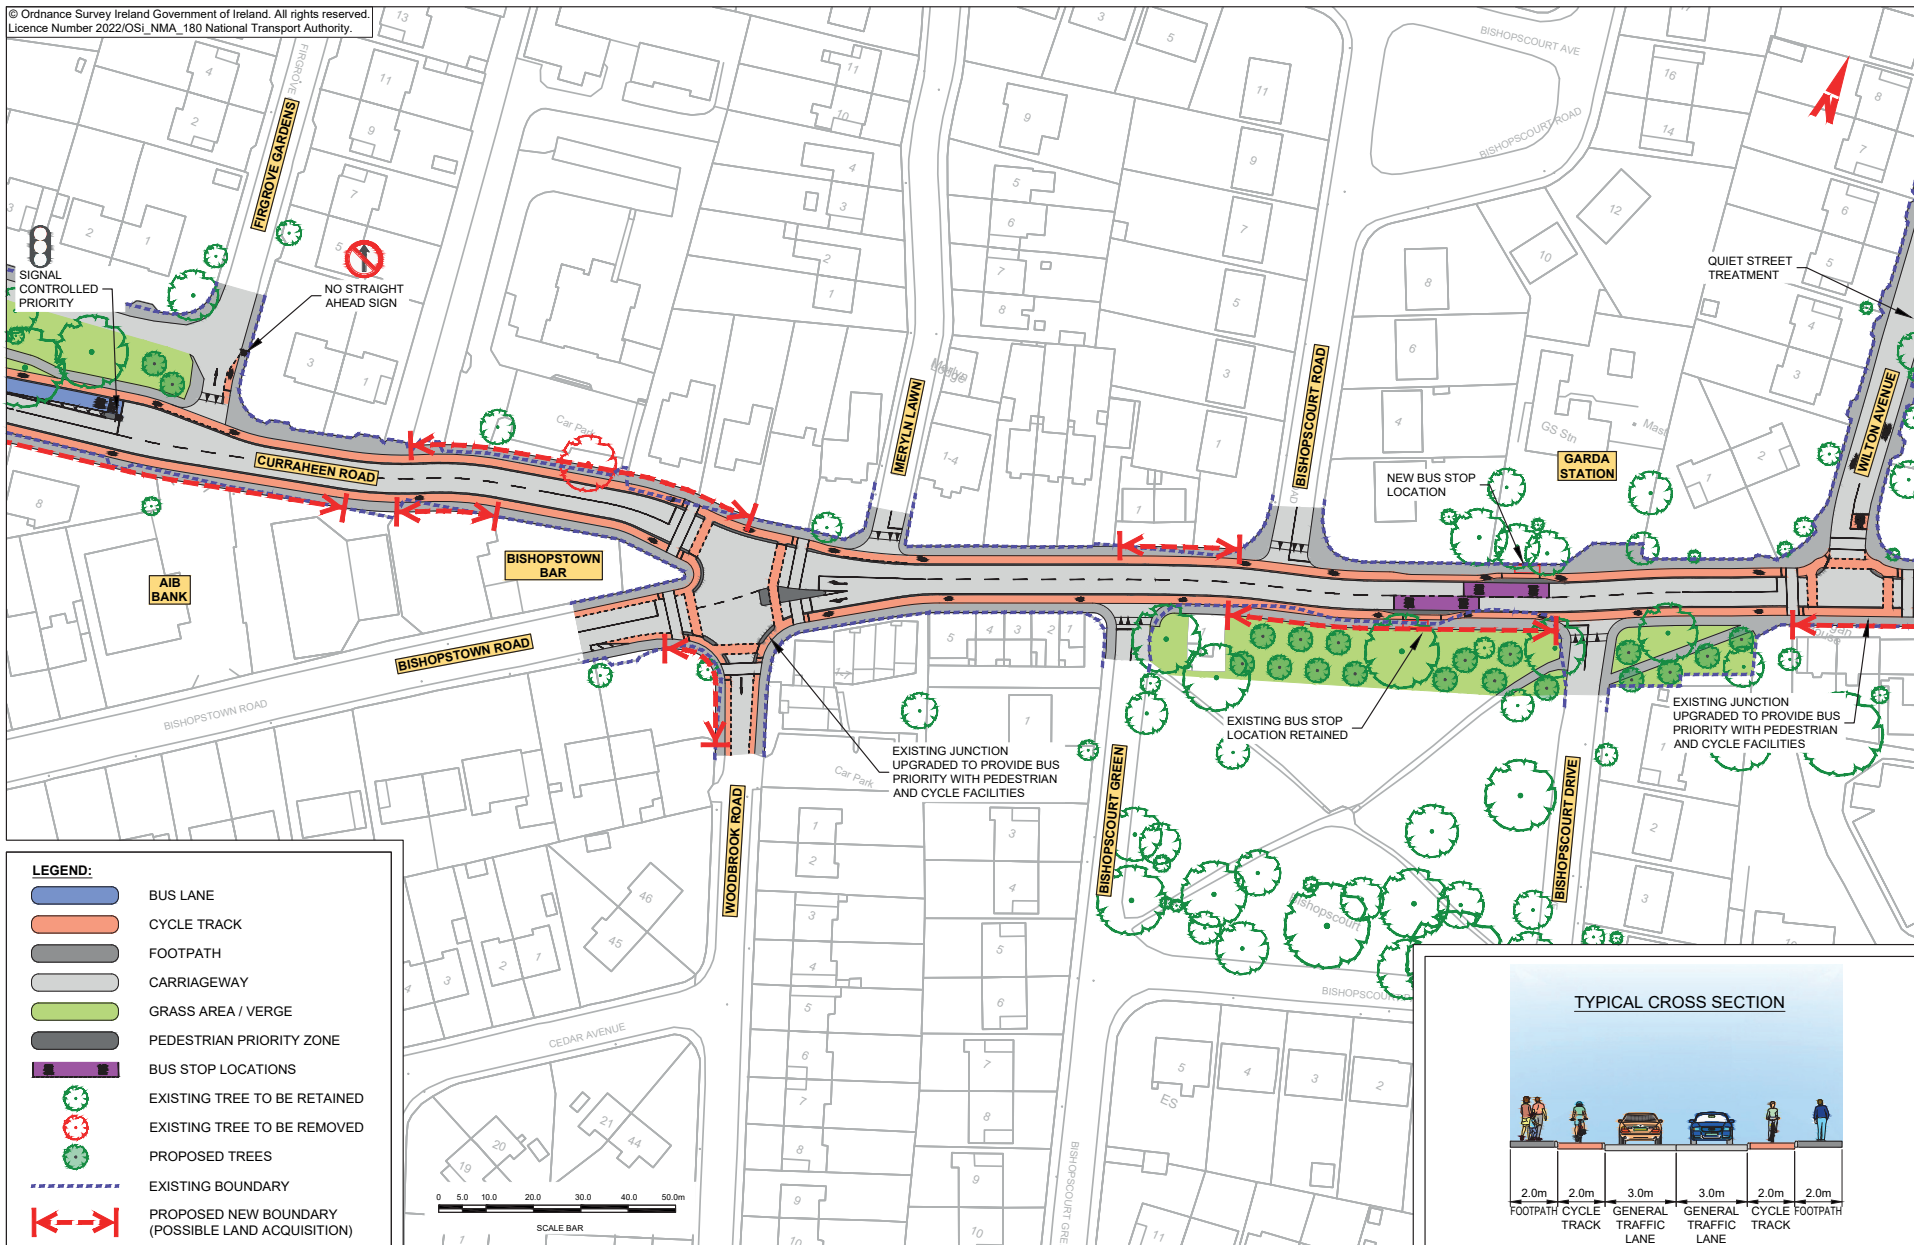 © Ordnance Survey Ireland Government of Ireland. All rights reserved.
Licence Number 2022/OSi_NMA_180 National Transport Authority.
FIRGROVE
FIRGROVE GARDENS
SIGNAL
CONTROLLED
PRIORITY
NO STRAIGHT
AHEAD SIGN
CURRAHEEN ROAD
Car Park
MERYLN LAWN
BISHOPSCOURT AVE
BISHOPSCOURT ROAD
BISHOPSCOURT ROAD
NEW BUS STOP
LOCATION
GS Stn
Mast
GARDA
STATION
QUIET STREET
TREATMENT
WILTON AVENUE
N
AIB
BANK
BISHOPSTOWN
BAR
BISHOPSTOWN ROAD
BISHOPSTOWN ROAD
WOODBROOK ROAD
Car Park
EXISTING JUNCTION
UPGRADED TO PROVIDE BUS
PRIORITY WITH PEDESTRIAN
AND CYCLE FACILITIES
BISHOPSCOURT GREEN
EXISTING BUS STOP
LOCATION RETAINED
BISHOPSCOURT DRIVE
EXISTING JUNCTION
UPGRADED TO PROVIDE BUS
PRIORITY WITH PEDESTRIAN
AND CYCLE FACILITIES
Bishopscourt
BISHOPSCOURT
BISHOPSCOURT GRE
CEDAR AVENUE
ES
LEGEND:
BUS LANE
CYCLE TRACK
FOOTPATH
CARRIAGEWAY
GRASS AREA / VERGE
PEDESTRIAN PRIORITY ZONE
BUS STOP LOCATIONS
EXISTING TREE TO BE RETAINED
EXISTING TREE TO BE REMOVED
PROPOSED TREES
EXISTING BOUNDARY
PROPOSED NEW BOUNDARY
(POSSIBLE LAND ACQUISITION)
0 5.0 10.0 20.0 30.0 40.0 50.0m
SCALE BAR
TYPICAL CROSS SECTION
2.0m 2.0m 3.0m 3.0m 2.0m 2.0m
FOOTPATH CYCLE GENERAL GENERAL CYCLE FOOTPATH
TRACK TRAFFIC TRAFFIC TRACK
LANE LANE